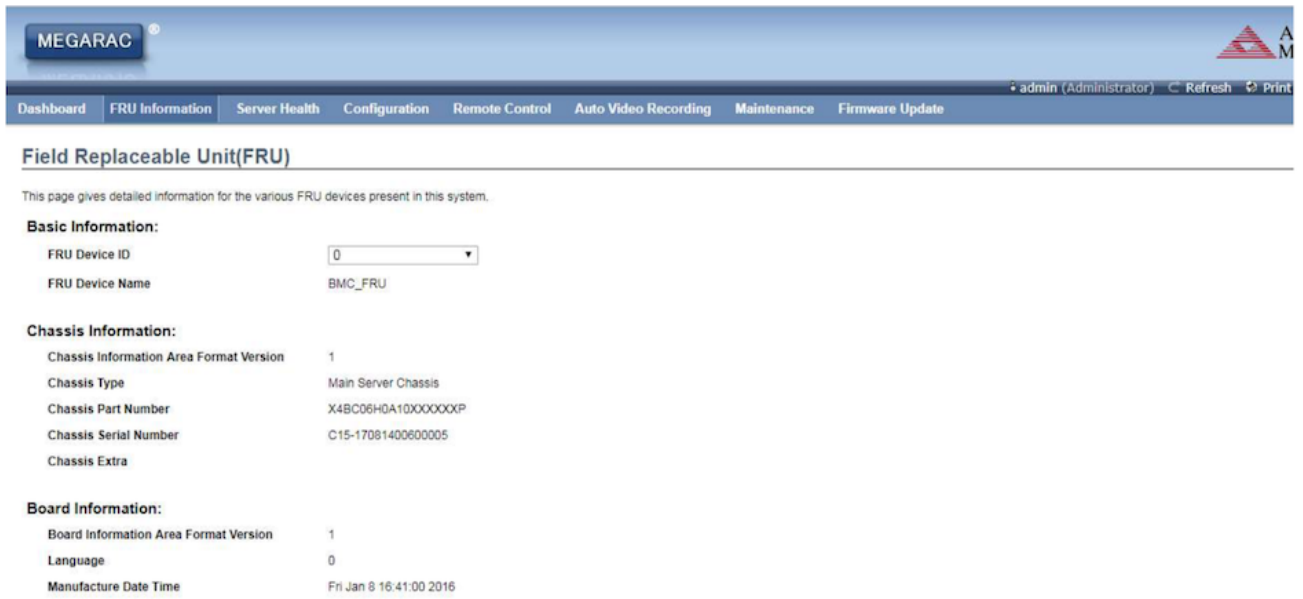 MEGARAC ®
A
M
admin (Administrator) Refresh Print
Dashboard FRU Information Server Health Configuration Remote Control Auto Video Recording Maintenance Firmware Update
Field Replaceable Unit(FRU)
This page gives detailed information for the various FRU devices present in this system.
Basic Information:
FRU Device ID 0
FRU Device Name BMC_FRU
Chassis Information:
Chassis Information Area Format Version 1
Chassis Type Main Server Chassis
Chassis Part Number X4BC06H0A10XXXXXXP
Chassis Serial Number C15-17081400600005
Chassis Extra
Board Information:
Board Information Area Format Version 1
Language 0
Manufacture Date Time Fri Jan 8 16:41:00 2016